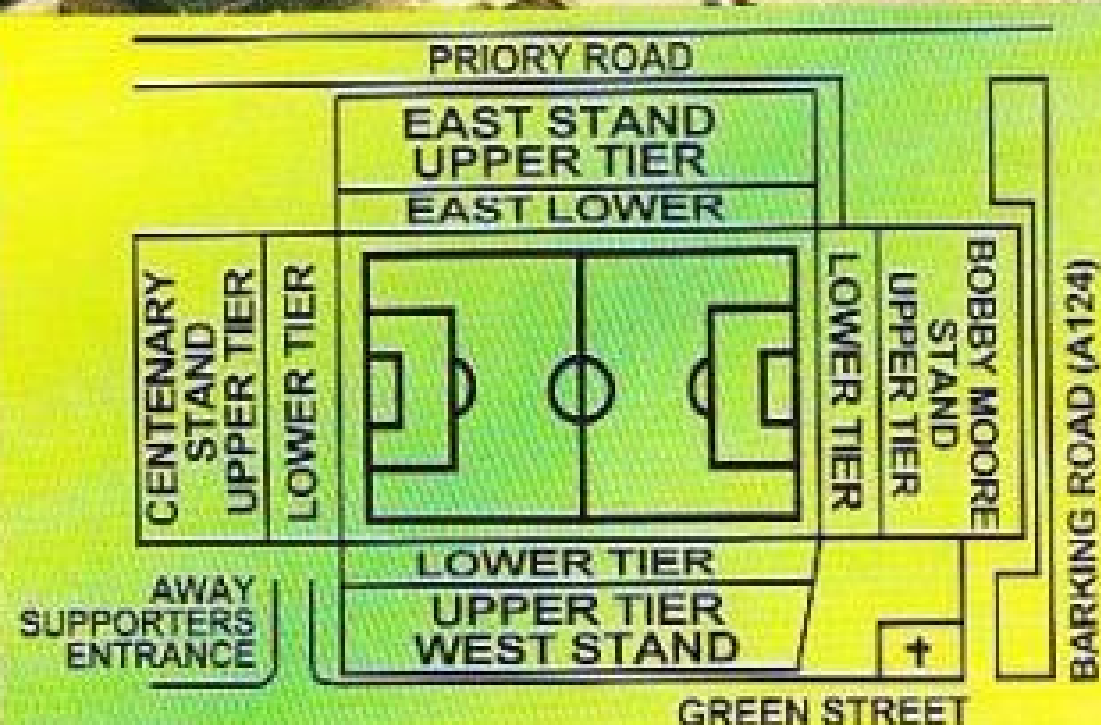 PRIORY ROAD
EAST STAND
UPPER TIER
EAST LOWER
CENTENARY
STAND
UPPER TIER
LOWER TIER
LOWER TIER
BOBBY MOORE
STAND
UPPER TIER
BARKING ROAD (A124)
LOWER TIER
UPPER TIER
WEST STAND
AWAY
SUPPORTERS
ENTRANCE
GREEN STREET